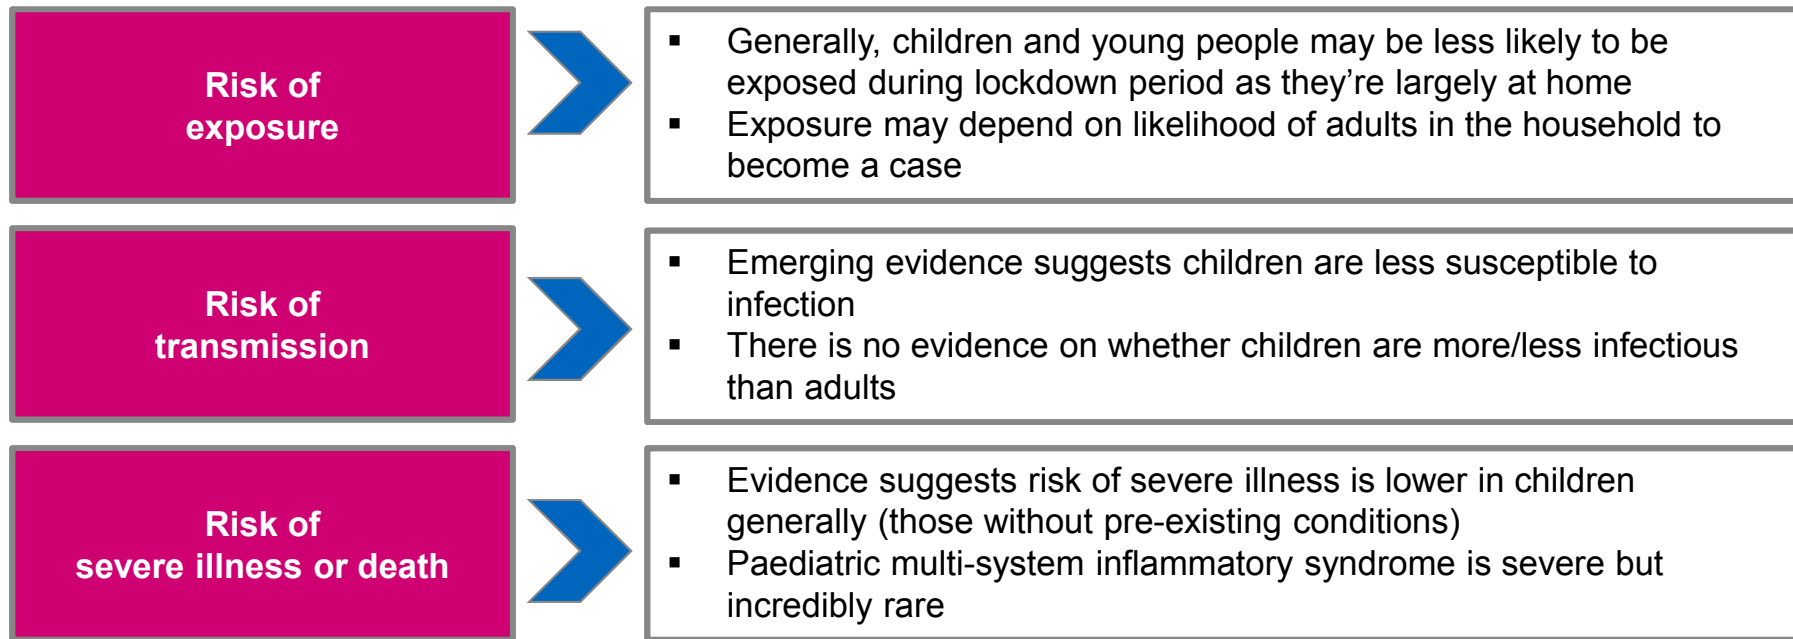 Risk of
exposure
▪ Generally, children and young people may be less likely to be
exposed during lockdown period as they’re largely at home
▪ Exposure may depend on likelihood of adults in the household to
become a case
Risk of
transmission
▪ Emerging evidence suggests children are less susceptible to
infection
▪ There is no evidence on whether children are more/less infectious
than adults
Risk of
severe illness or death
▪ Evidence suggests risk of severe illness is lower in children
generally (those without pre-existing conditions)
▪ Paediatric multi-system inflammatory syndrome is severe but
incredibly rare